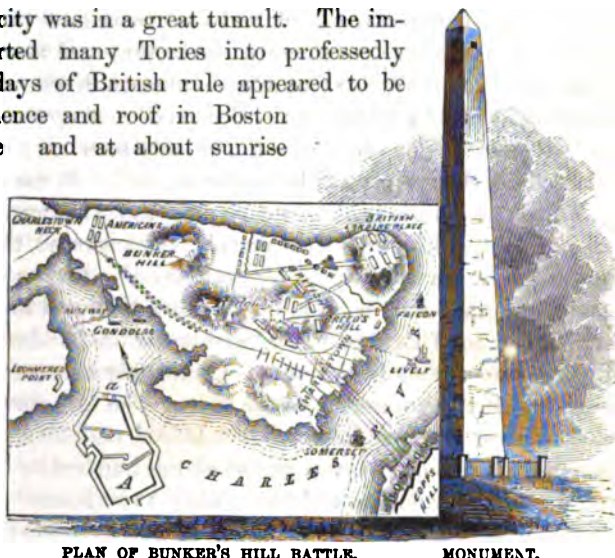 city was in a great tumult. The im-
rted many Tories into professedly
days of British rule appeared to be
ence and roof in Boston
and at about sunrise
CHARLESTOWN
NECK
AMERICANS
BUNKER
HILL
BRITISH
LANDING PLACE
GONDOLAS
HILL
FALCON
LIVELY
LECHMERES
POINT
a
A
SOMERSET
CHARLES RIV
COPPS
HILL
PLAN OF BUNKER'S HILL BATTLE.
MONUMENT.